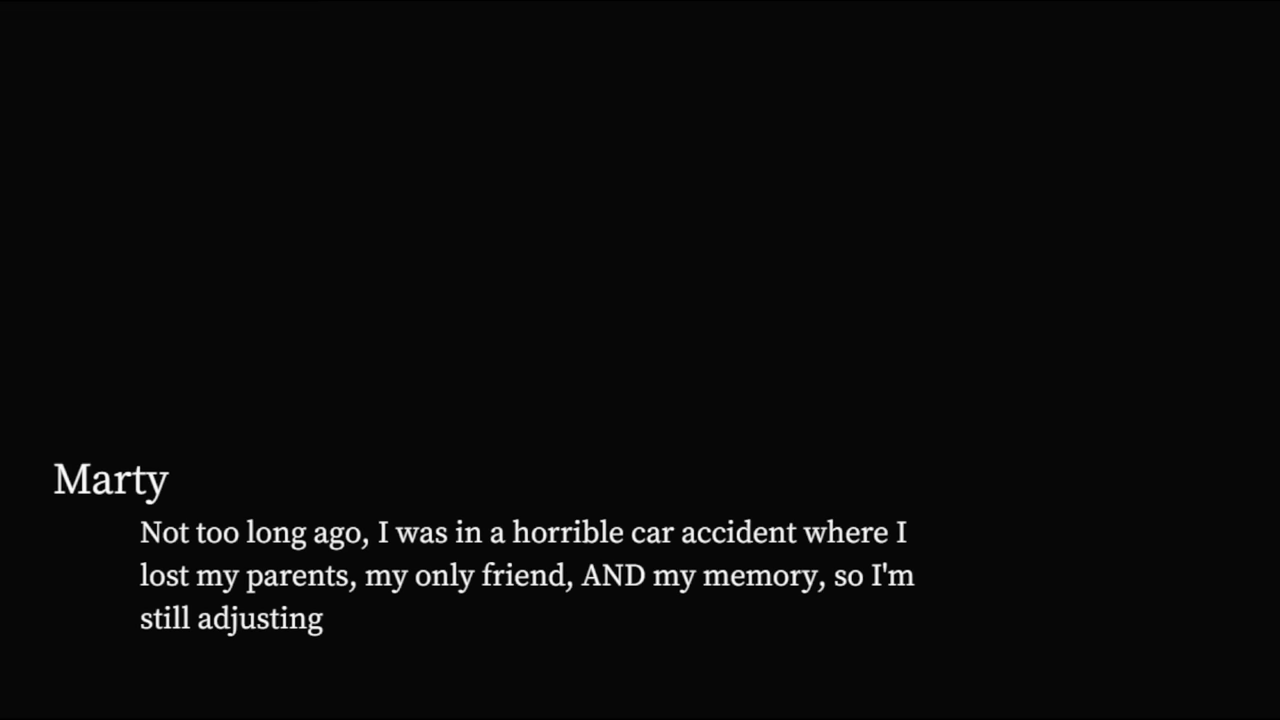 Marty
Not too long ago, I was in a horrible car accident where I
lost my parents, my only friend, AND my memory, so I'm
still adjusting